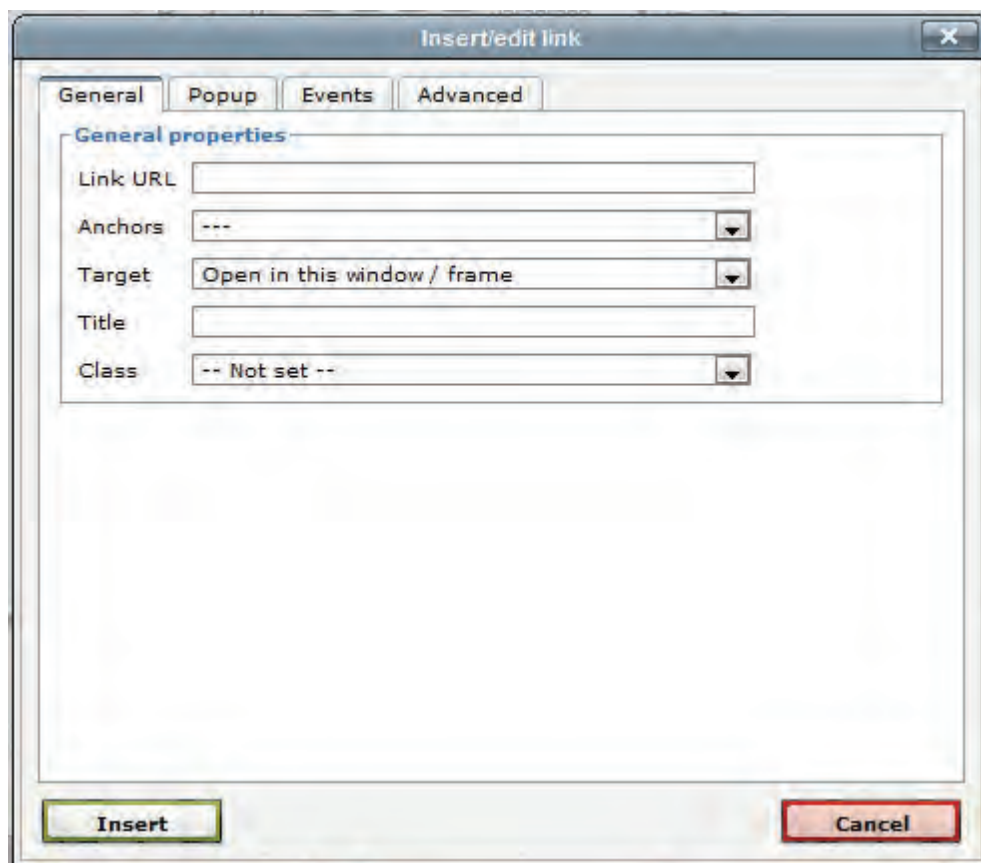 Insert/edit link
General Popup Events Advanced
General properties
Link URL
Anchors ---
Target Open in this window / frame
Title
Class -- Not set --
Insert Cancel